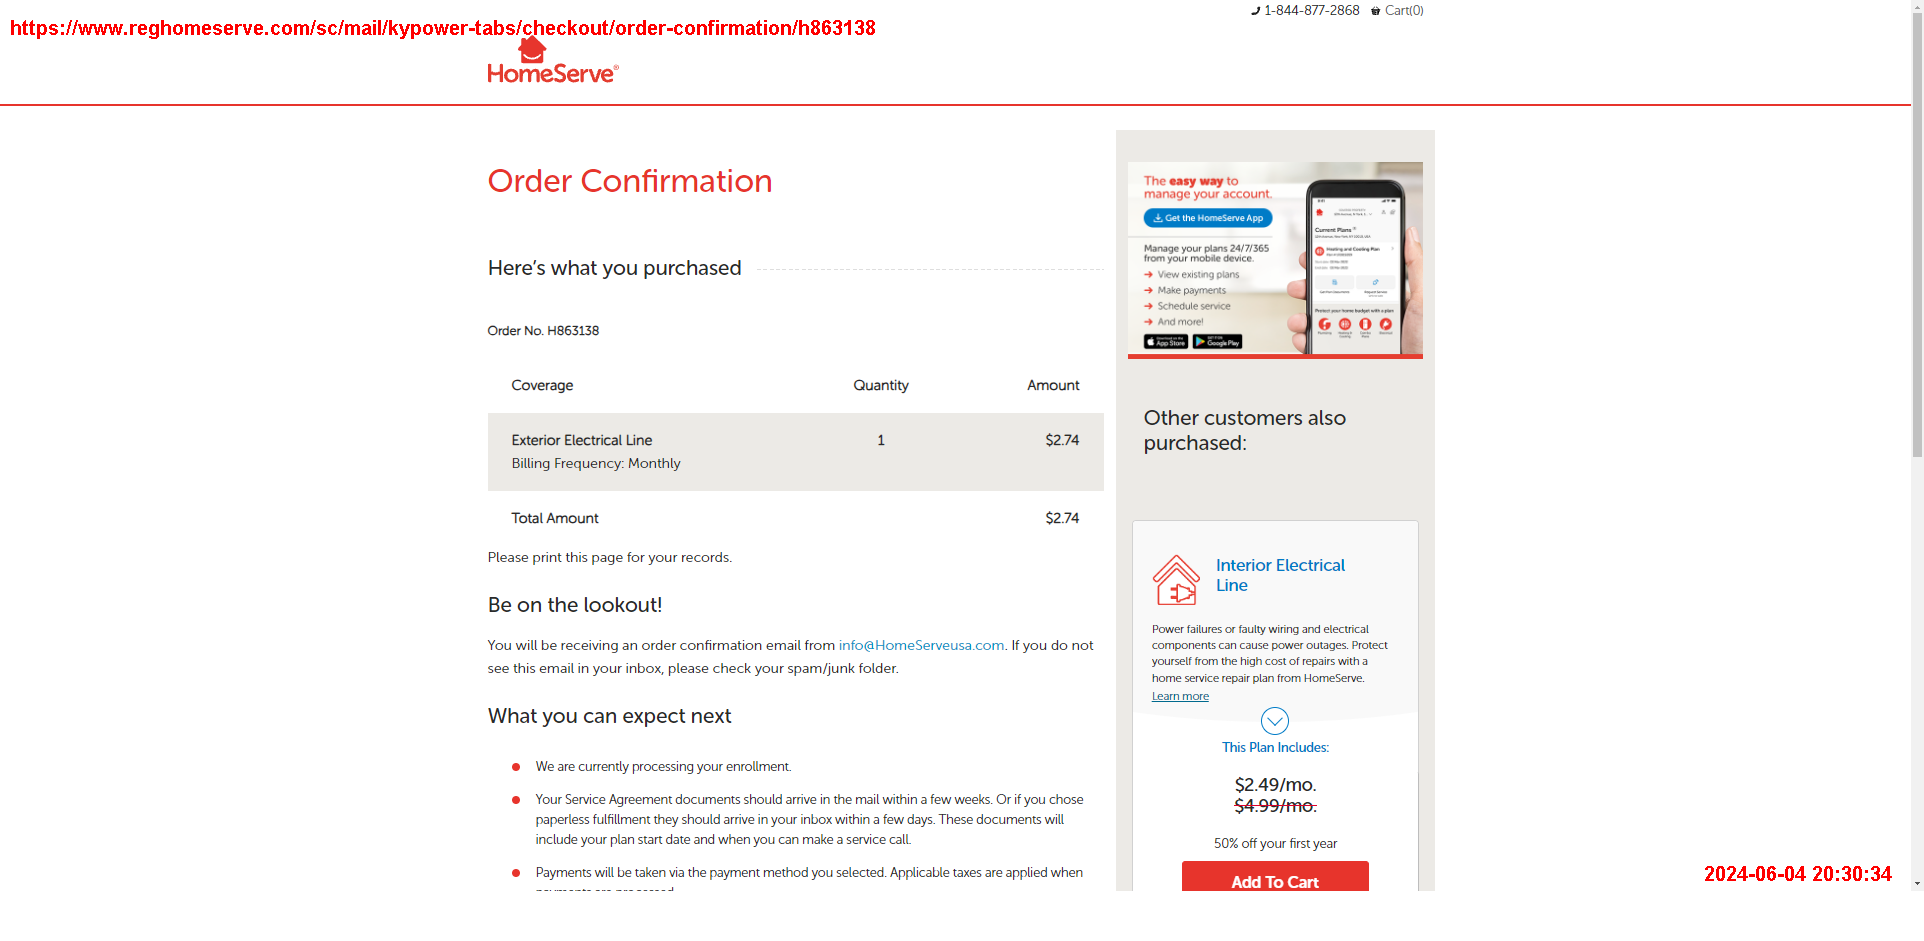 1-844-877-2868 Cart(0)
https://www.reghomeserve.com/sc/mail/kypower-tabs/checkout/order-confirmation/h863138
HomeServe®
Order Confirmation
Here's what you purchased
Order No. H863138
Coverage Quantity Amount
Exterior Electrical Line 1 $2.74
Billing Frequency: Monthly
Total Amount $2.74
Please print this page for your records.
Be on the lookout!
You will be receiving an order confirmation email from info@HomeServeusa.com. If you do not
see this email in your inbox, please check your spam/junk folder.
What you can expect next
We are currently processing your enrollment.
Your Service Agreement documents should arrive in the mail within a few weeks. Or if you chose
paperless fulfillment they should arrive in your inbox within a few days. These documents will
include your plan start date and when you can make a service call.
Payments will be taken via the payment method you selected. Applicable taxes are applied when
The easy way to
manage your account.
Get the HomeServe App
Manage your plans 24/7/365
from your mobile device.
View existing plans
Make payments
Schedule service
And more!
App Store Google Play
Current Plans
Heating and Cooling Plan
Protect your home budget with a plan
Other customers also
purchased:
Interior Electrical
Line
Power failures or faulty wiring and electrical
components can cause power outages. Protect
yourself from the high cost of repairs with a
home service repair plan from HomeServe.
Learn more
This Plan Includes:
$2.49/mo.
$4.99/mo.
50% off your first year
Add To Cart
2024-06-04 20:30:34